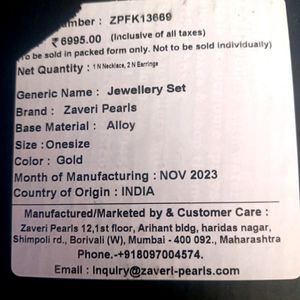 umber : ZPFK13669
₹ 6995.00 (Inclusive of all taxes)
To be sold in packed form only. Not to be sold individually)
Net Quantity : 1 N Necklace, 2 N Earrings
Generic Name : Jewellery Set
Brand : Zaveri Pearls
Base Material : Alloy
Size : Onesize
Color : Gold
Month of Manufacturing : NOV 2023
Country of Origin : INDIA
Manufactured/Marketed by & Customer Care :
Zaveri Pearls 12,1st floor, Arihant bldg, haridas nagar,
Shimpoli rd., Borivali (W), Mumbai - 400 092., Maharashtra
Phone.-+918097004574.
Email : Inquiry@zaveri-pearls.com